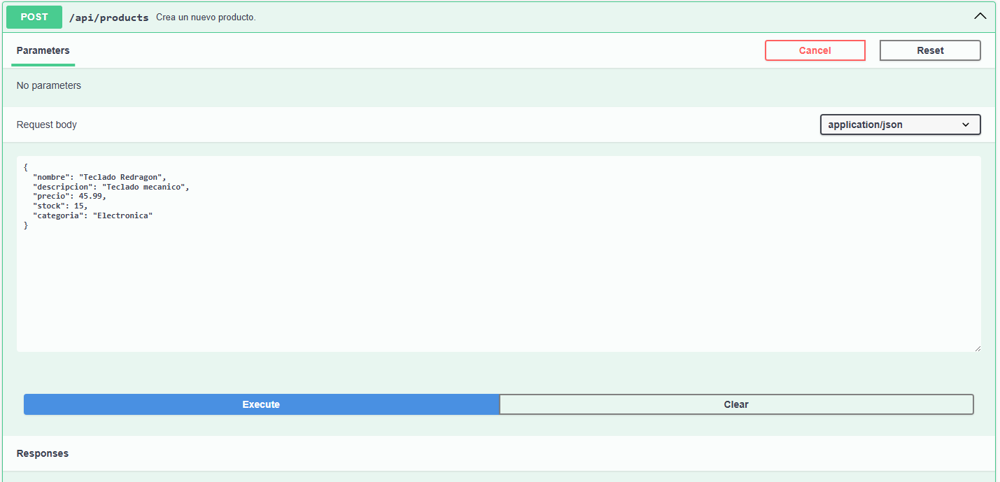 POST /api/products Crea un nuevo producto.
Parameters Cancel Reset
No parameters
Request body application/json
{
  "nombre": "Teclado Redragon",
  "descripcion": "Teclado mecanico",
  "precio": 45.99,
  "stock": 15,
  "categoria": "Electronica"
}
Execute Clear
Responses